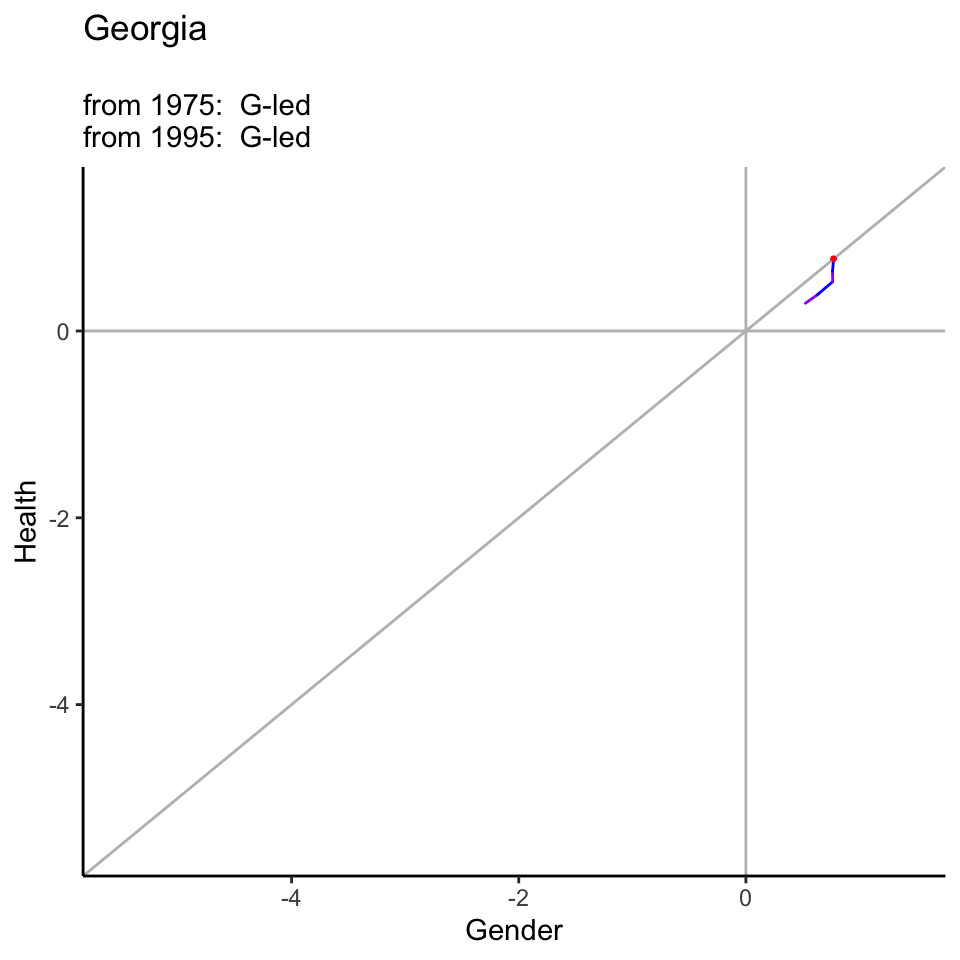 Georgia
from 1975:  G-led
from 1995:  G-led
0
-2
-4
Health
-4
-2
0
Gender